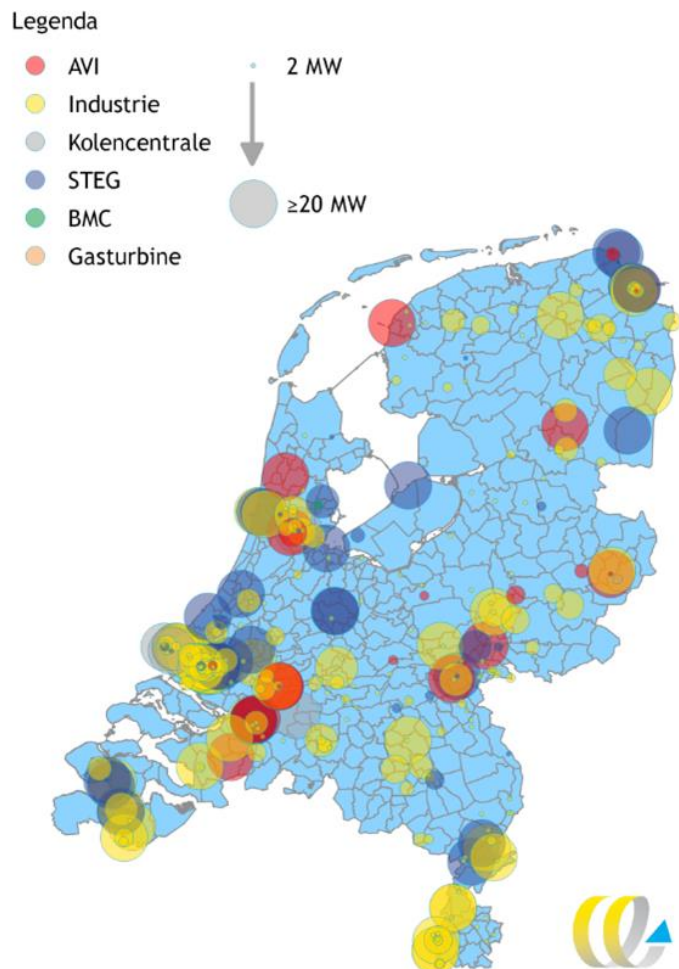 Legenda
AVI
2 MW
Industrie
Kolencentrale
STEG
≥20 MW
BMC
Gasturbine